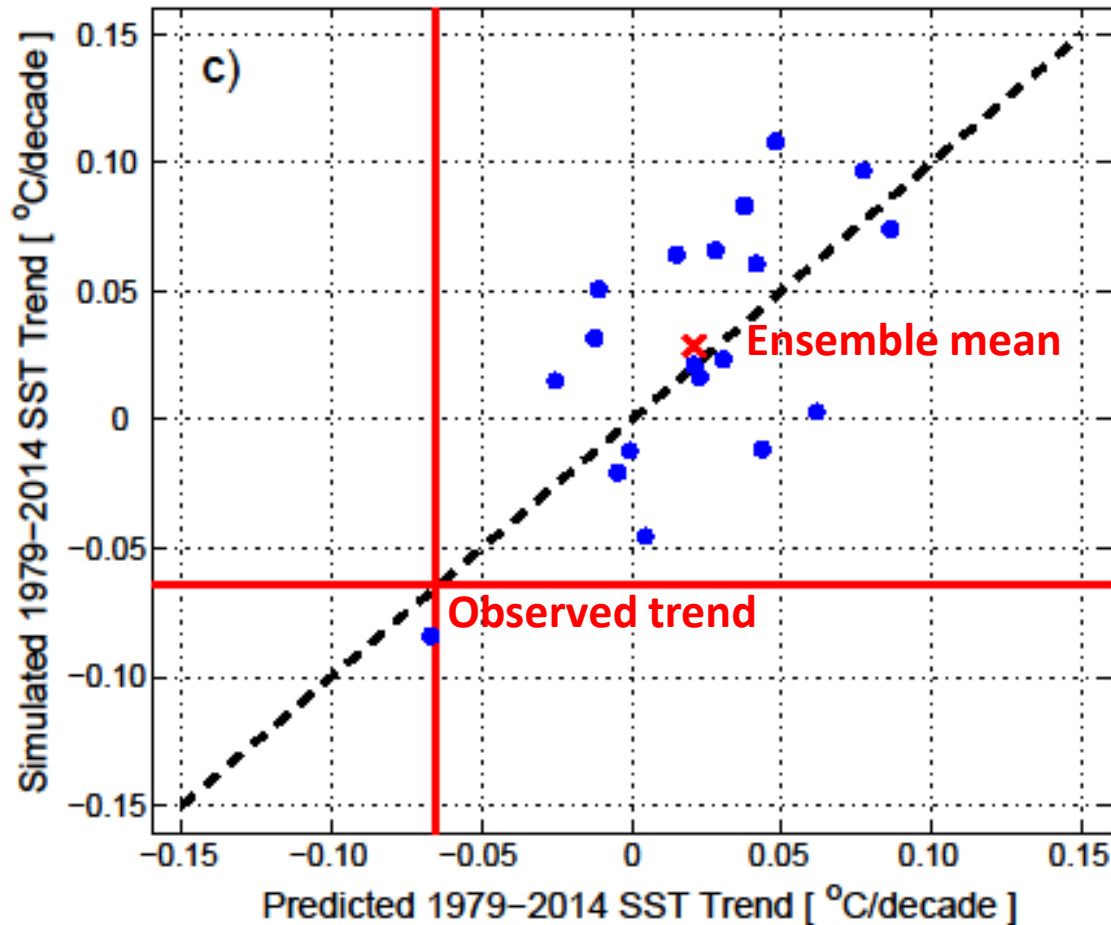 c)
Simulated 1979−2014 SST Trend [ °C/decade ]
0.15
0.10
0.05
0
−0.05
−0.10
−0.15
Ensemble mean
Observed trend
−0.15 −0.10 −0.05 0 0.05 0.10 0.15
Predicted 1979−2014 SST Trend [ °C/decade ]